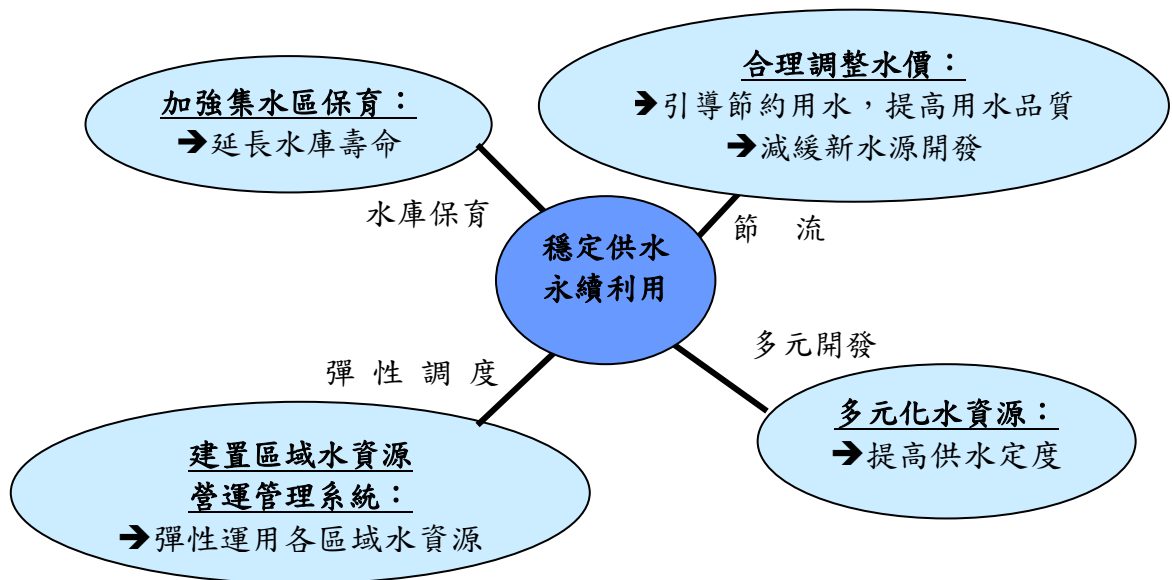 加強集水區保育：
➔延長水庫壽命
合理調整水價：
➔引導節約用水，提高用水品質
➔減緩新水源開發
水庫保育
節 流
穩定供水
永續利用
彈 性 調 度
多元開發
建置區域水資源
營運管理系統：
➔彈性運用各區域水資源
多元化水資源：
➔提高供水定度